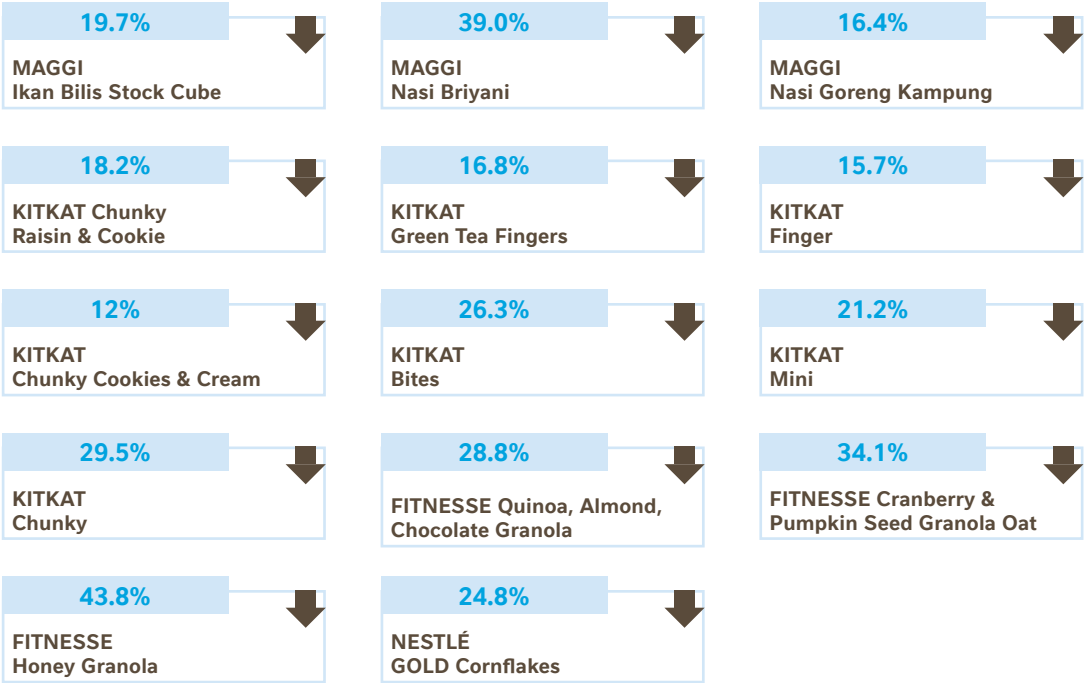 19.7%
MAGGI
Ikan Bilis Stock Cube
39.0%
MAGGI
Nasi Briyani
16.4%
MAGGI
Nasi Goreng Kampung
18.2%
KITKAT Chunky
Raisin & Cookie
16.8%
KITKAT
Green Tea Fingers
15.7%
KITKAT
Finger
12%
KITKAT
Chunky Cookies & Cream
26.3%
KITKAT
Bites
21.2%
KITKAT
Mini
29.5%
KITKAT
Chunky
28.8%
FITNESSE Quinoa, Almond,
Chocolate Granola
34.1%
FITNESSE Cranberry &
Pumpkin Seed Granola Oat
43.8%
FITNESSE
Honey Granola
24.8%
NESTLÉ
GOLD Cornflakes